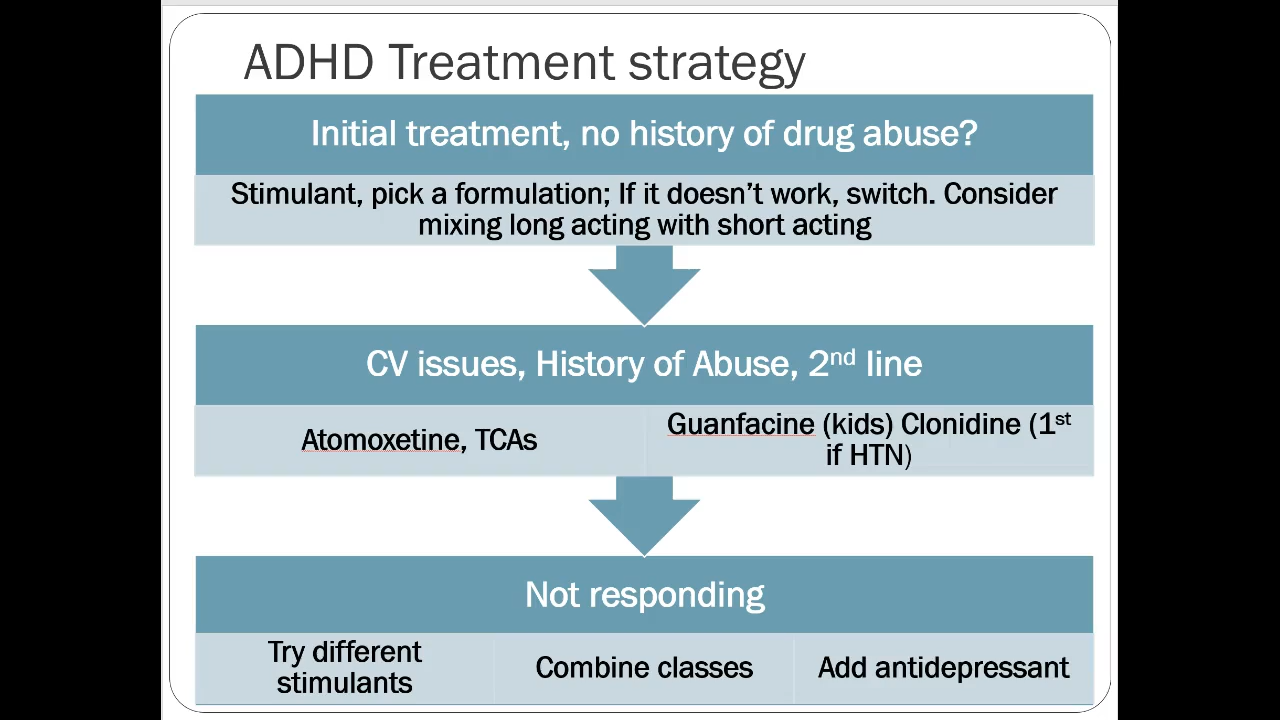 ADHD Treatment strategy
Initial treatment, no history of drug abuse?
Stimulant, pick a formulation; If it doesn’t work, switch. Consider
mixing long acting with short acting
CV issues, History of Abuse, 2nd line
Atomoxetine, TCAs
Guanfacine (kids) Clonidine (1st
if HTN)
Not responding
Try different
stimulants
Combine classes
Add antidepressant